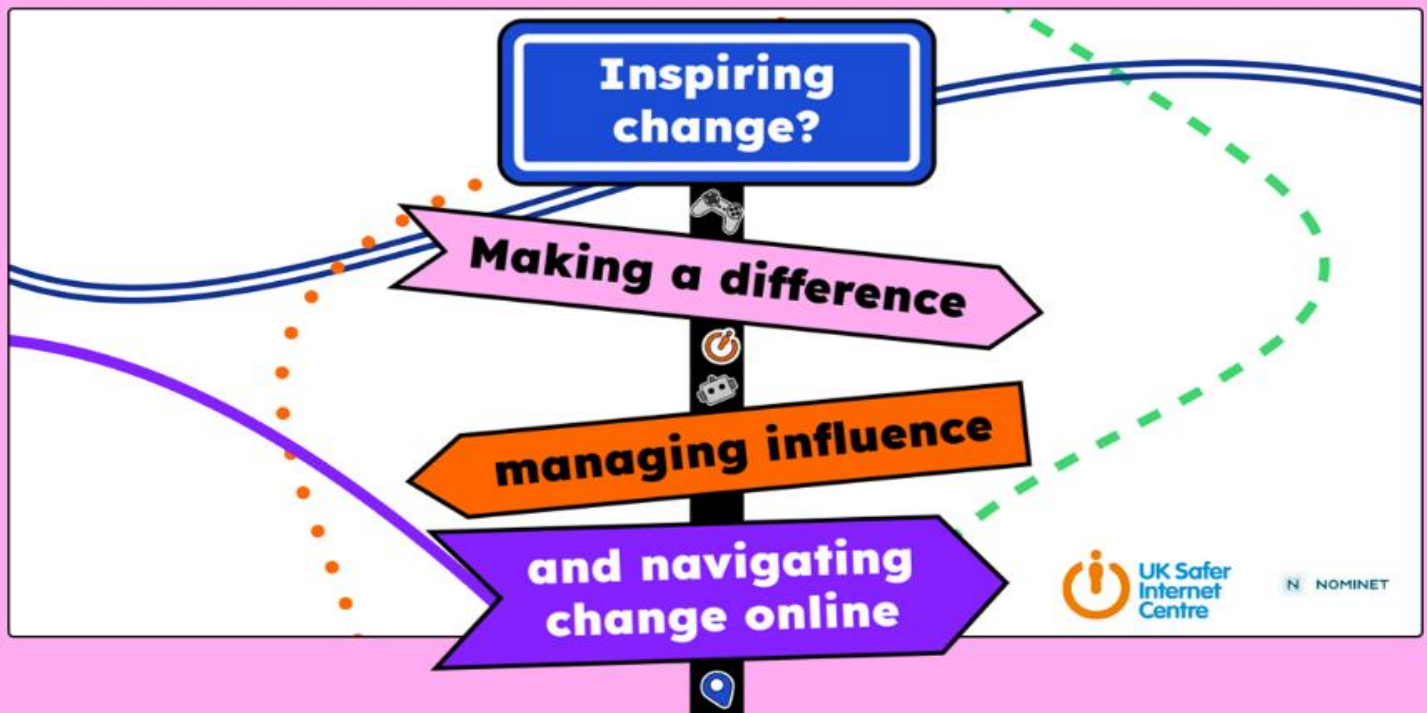 Inspiring
change?
Making a difference
managing influence
and navigating
change online
UK Safer
Internet
Centre
N NOMINET